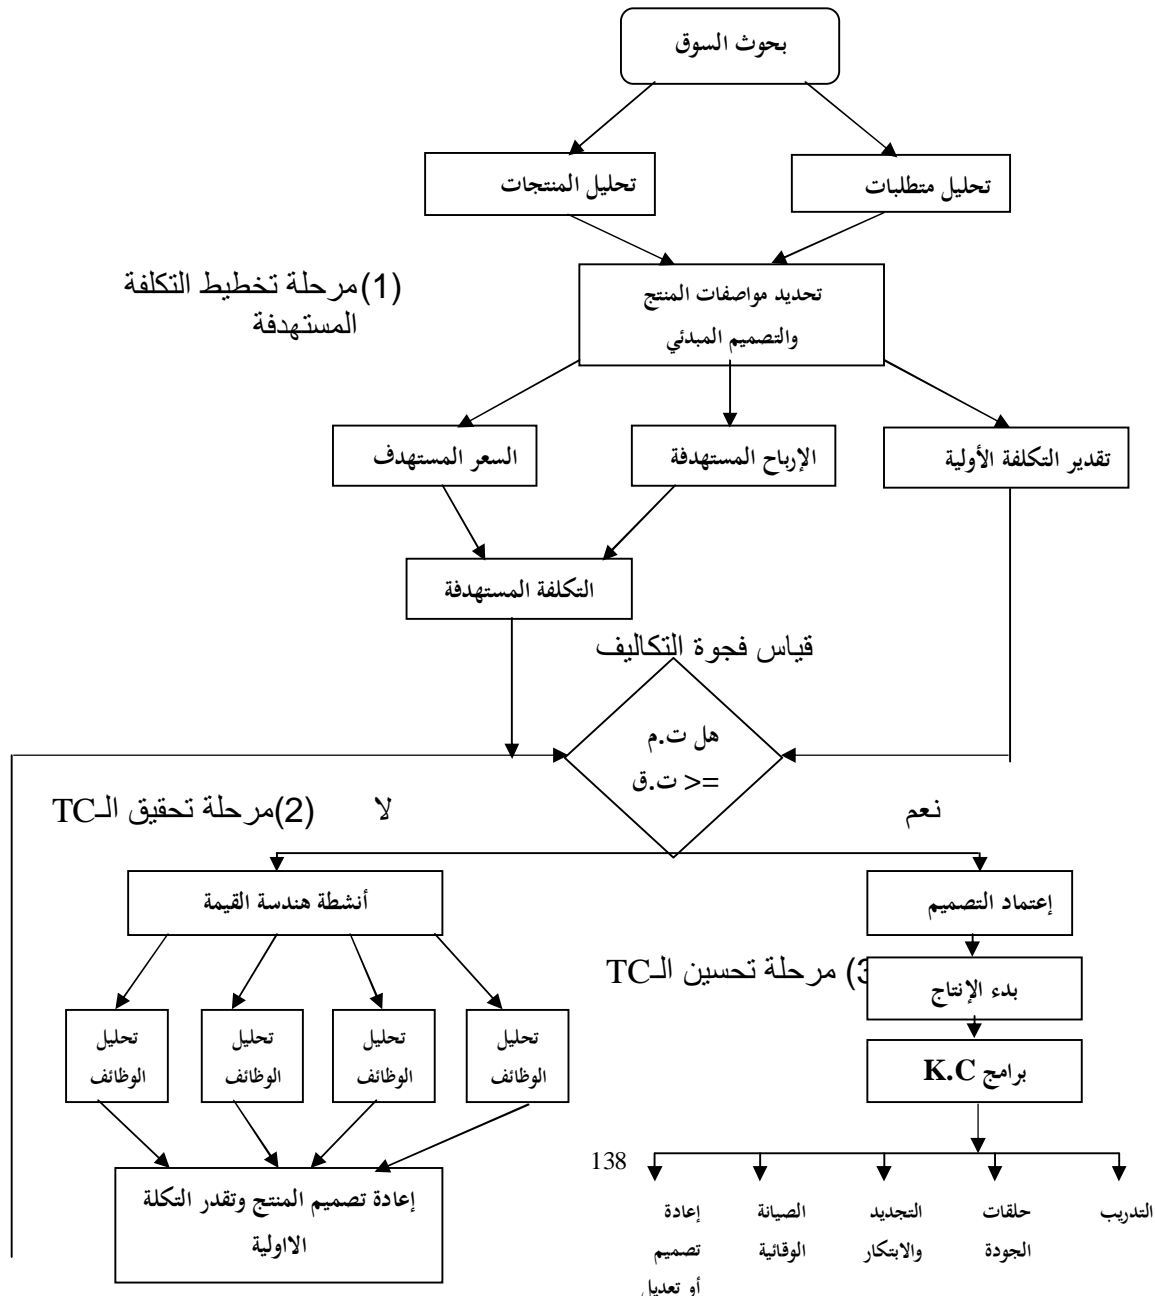 بحوث السوق
تحليل متطلبات
تحليل المنتجات
(1) مرحلة تخطيط التكلفة
المستهدفة
تحديد مواصفات المنتج
والتصميم المبدئي
تقدير التكلفة الأولية
الإرباح المستهدفة
السعر المستهدف
التكلفة المستهدفة
قياس فجوة التكاليف
هل ت.م
=< ت.ق
نعم
لا
(2) مرحلة تحقيق الـTC
إعتماد التصميم
أنشطة هندسة القيمة
3) مرحلة تحسين الـTC
بدء الإنتاج
تحليل
الوظائف
تحليل
الوظائف
تحليل
الوظائف
تحليل
الوظائف
برامج K.C
138
إعادة تصميم المنتج وتقدر التكلة
الااولية
التدريب
حلقات
الجودة
التجديد
والابتكار
الصيانة
الوقائية
إعادة
تصميم
أو تعديل